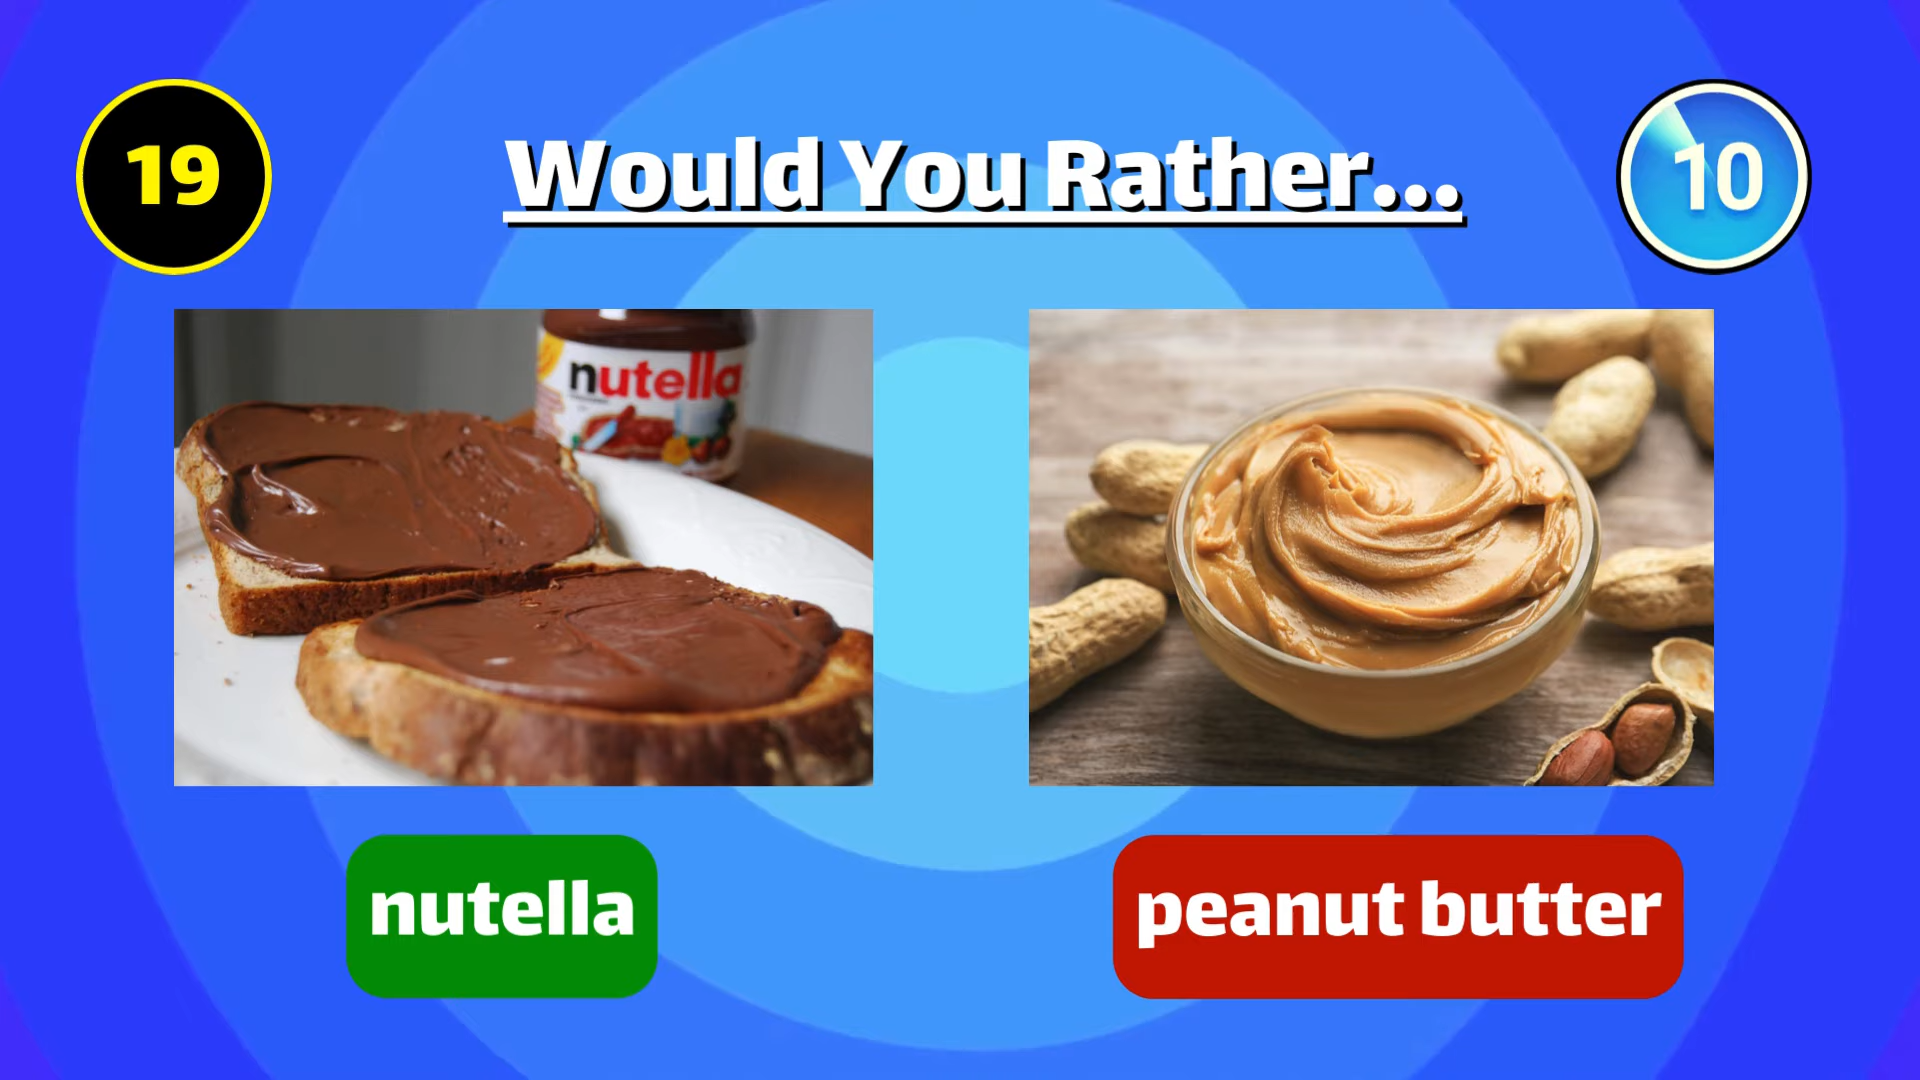 19
Would You Rather...
10
nutella
nutella
peanut butter